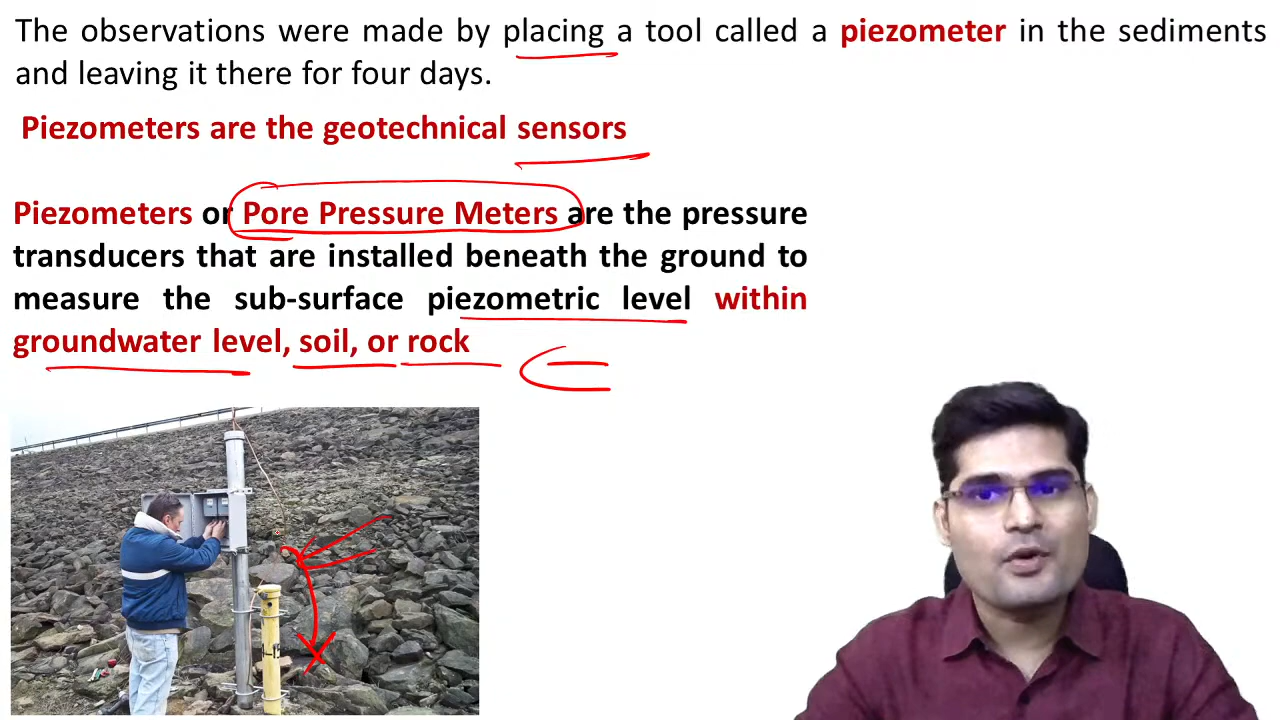 The observations were made by placing a tool called a piezometer in the sediments
and leaving it there for four days.
Piezometers are the geotechnical sensors
Piezometers or Pore Pressure Meters are the pressure
transducers that are installed beneath the ground to
measure the sub-surface piezometric level within
groundwater level, soil, or rock